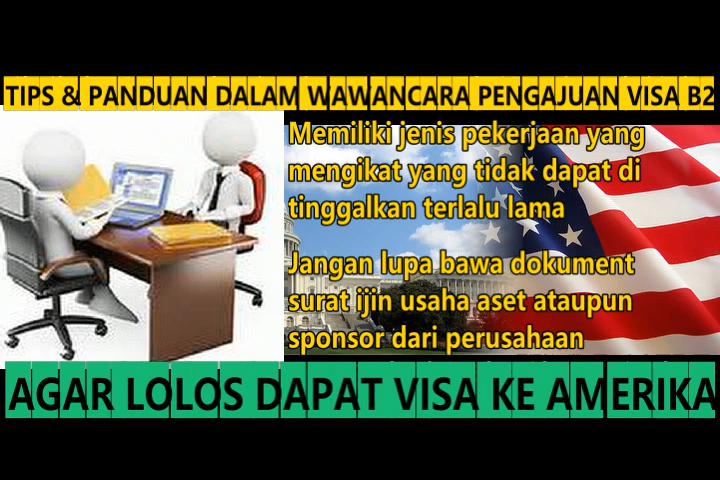 TIPS & PANDUAN DALAM WAWANCARA PENGAJUAN VISA B2
Memiliki jenis pekerjaan yang
mengikat yang tidak dapat di
tinggalkan terlalu lama
Jangan lupa bawa dokument
surat ijin usaha aset ataupun
sponsor dari perusahaan
AGAR LOLOS DAPAT VISA KE AMERIKA